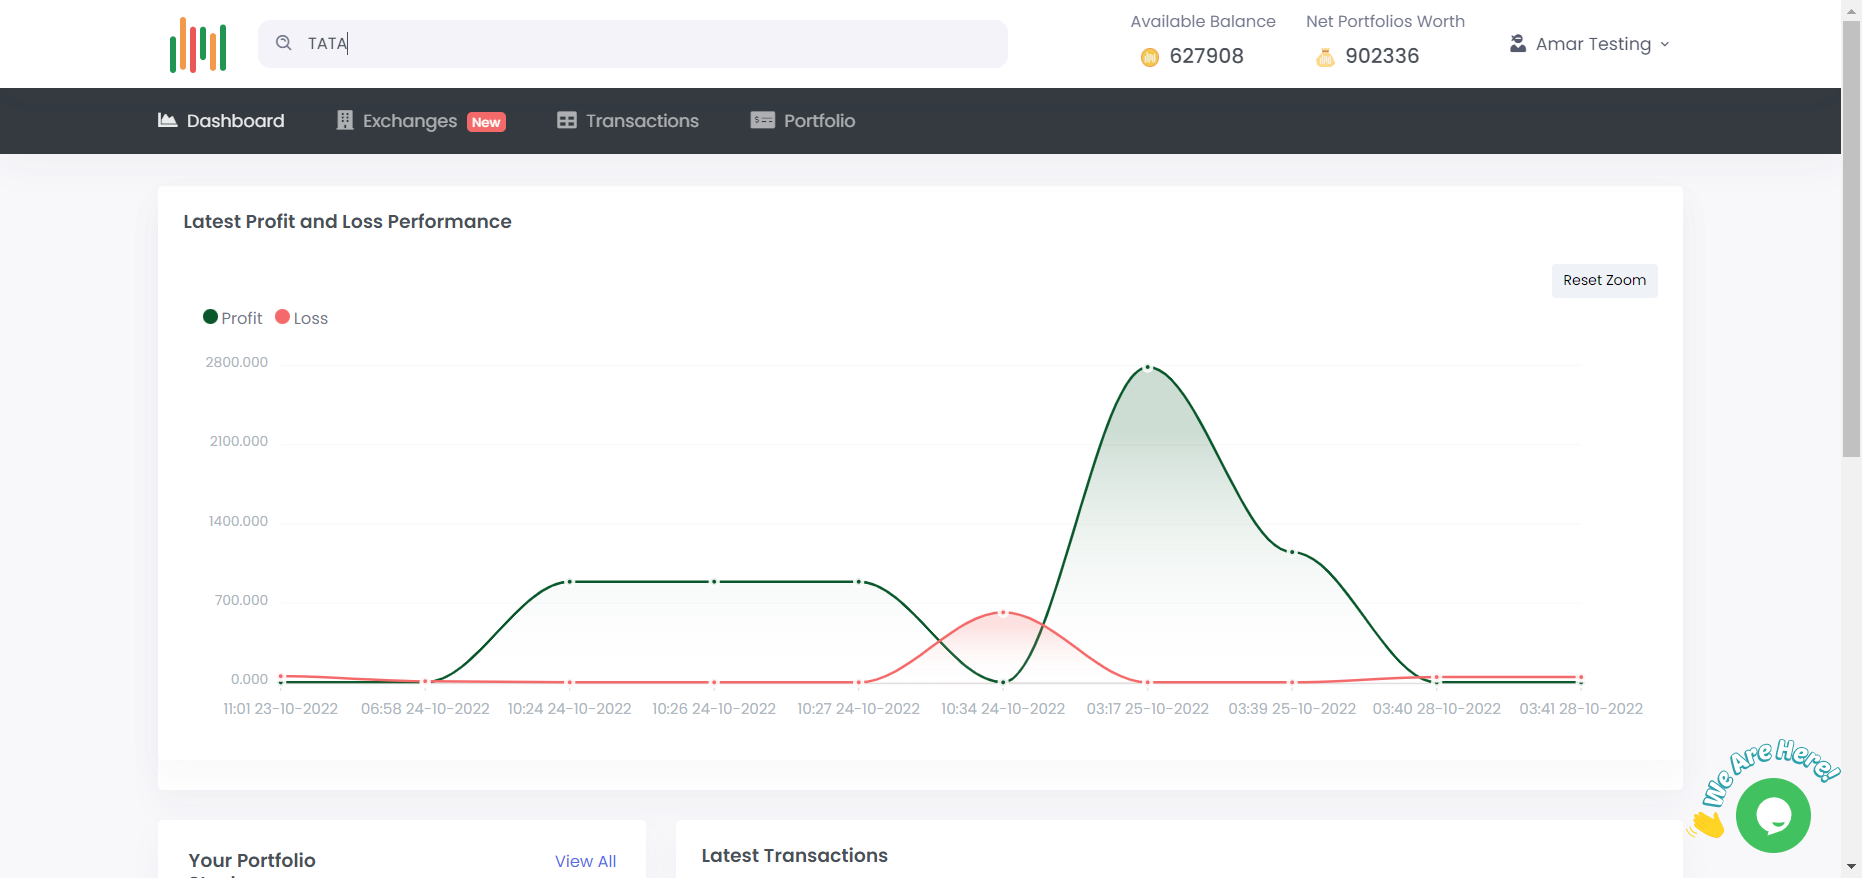 TATA
Available Balance
627908
Net Portfolios Worth
902336
Amar Testing
Dashboard
Exchanges New
Transactions
Portfolio
Latest Profit and Loss Performance
Reset Zoom
Profit Loss
2800.000
2100.000
1400.000
700.000
0.000
11:01 23-10-2022 06:58 24-10-2022 10:24 24-10-2022 10:26 24-10-2022 10:27 24-10-2022 10:34 24-10-2022 03:17 25-10-2022 03:39 25-10-2022 03:40 28-10-2022 03:41 28-10-2022
We Are Here!
Your Portfolio
View All
Latest Transactions